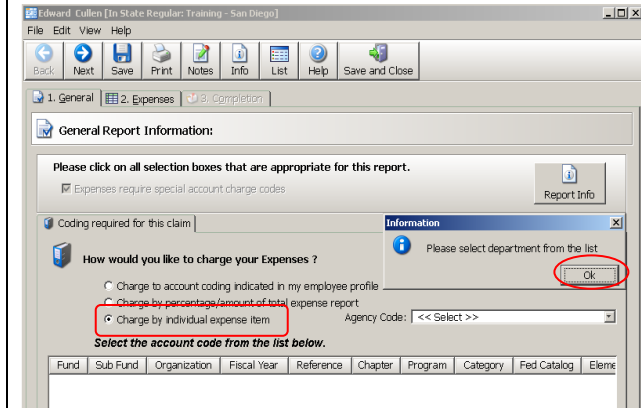 Edward Cullen [In State Regular: Training - San Diego]
File Edit View Help
Back Next Save Print Notes Info List Help Save and Close
1. General 2. Expenses 3. Completion
General Report Information:
Please click on all selection boxes that are appropriate for this report.
Expenses require special account charge codes
Report Info
Coding required for this claim
Information
Please select department from the list
Ok
How would you like to charge your Expenses ?
Charge to account coding indicated in my employee profile
Charge by percentage/amount of total expense report
Charge by individual expense item
Agency Code: << Select >>
Select the account code from the list below.
Fund Sub Fund Organization Fiscal Year Reference Chapter Program Category Fed Catalog Eleme